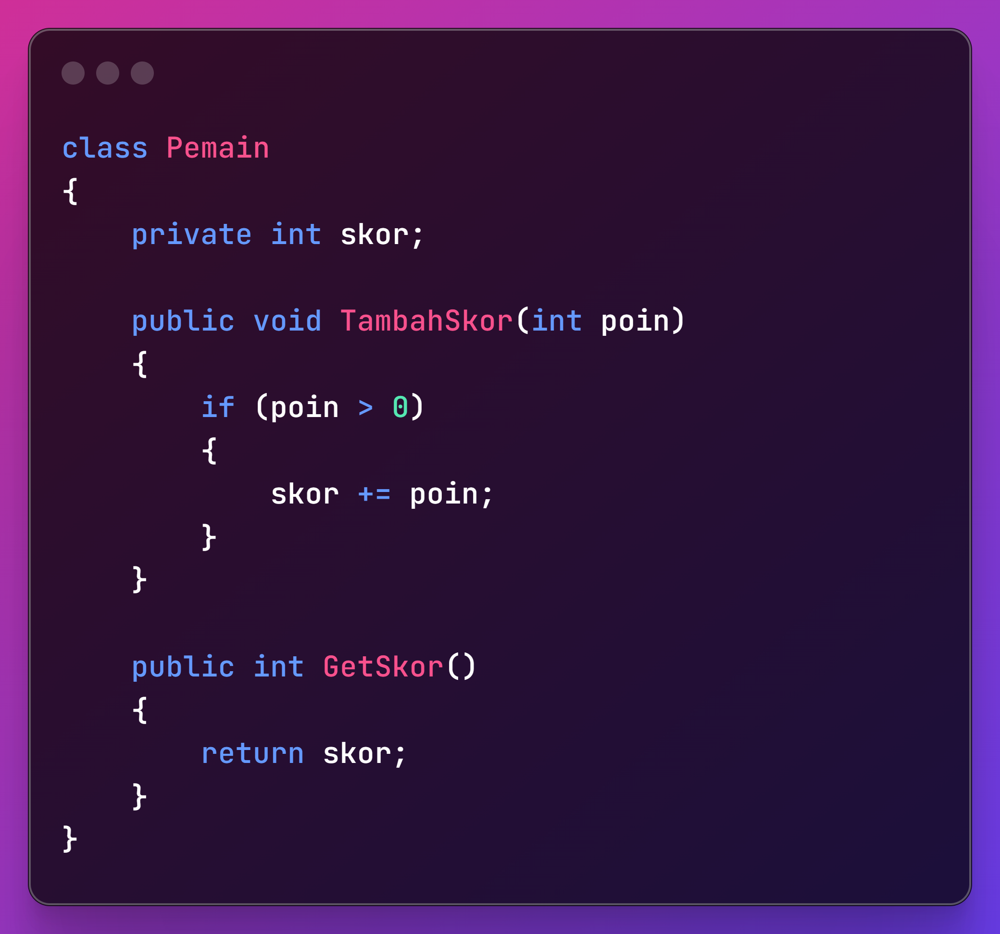 class Pemain
{
    private int skor;

    public void TambahSkor(int poin)
    {
        if (poin > 0)
        {
            skor += poin;
        }
    }

    public int GetSkor()
    {
        return skor;
    }
}